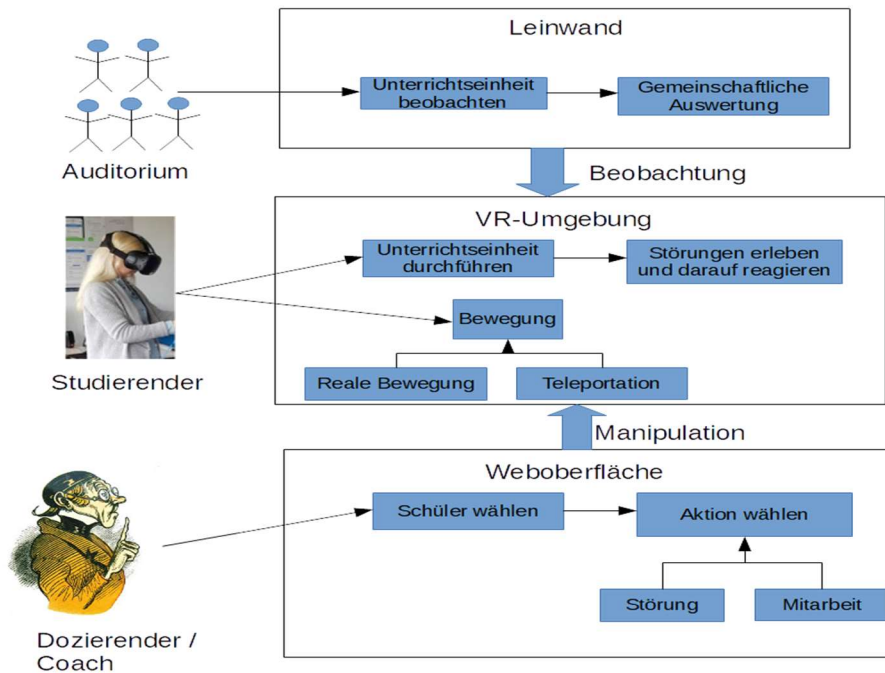 Leinwand
Unterrichtseinheit
beobachten
Gemeinschaftliche
Auswertung
Auditorium
Beobachtung
VR-Umgebung
Unterrichtseinheit
durchführen
Störungen erleben
und darauf reagieren
Bewegung
Reale Bewegung
Teleportation
Studierender
Manipulation
Weboberfläche
Schüler wählen
Aktion wählen
Störung
Mitarbeit
Dozierender /
Coach